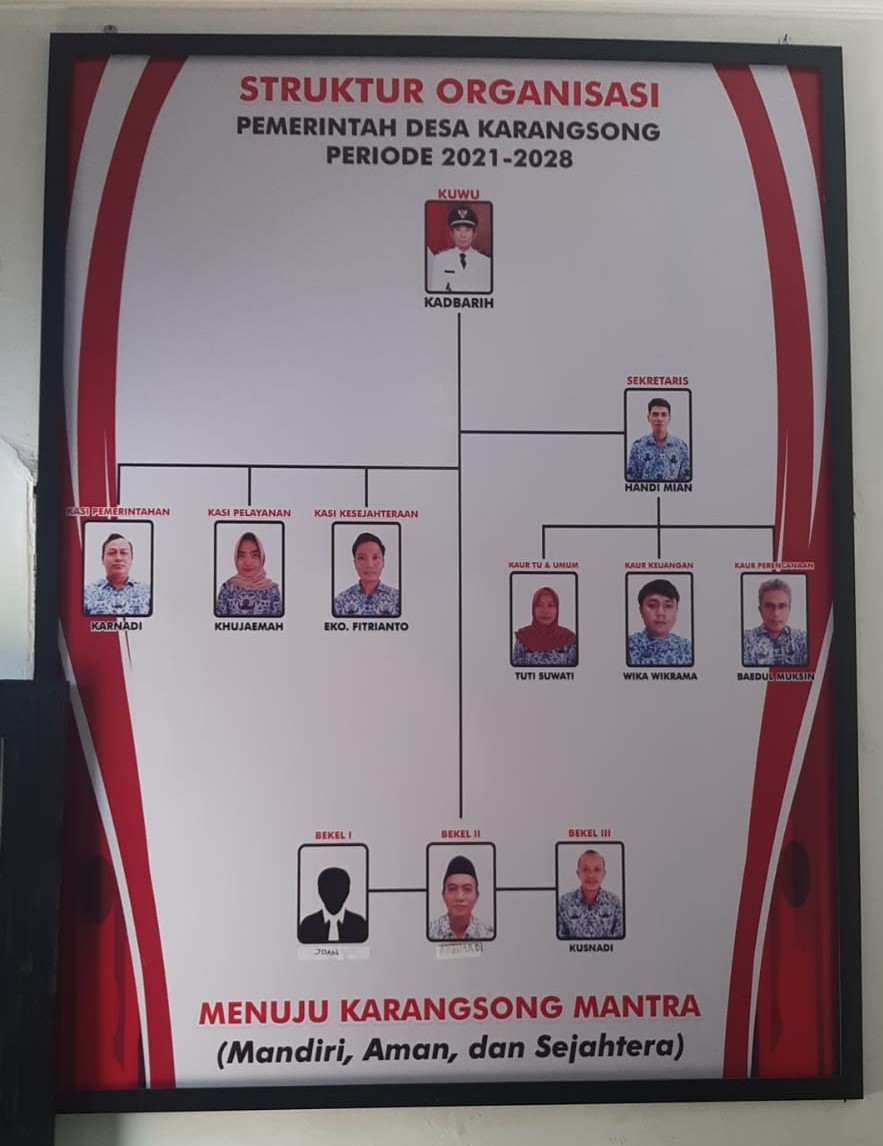 STRUKTUR ORGANISASI
PEMERINTAH DESA KARANGSONG
PERIODE 2021-2028
KUWU
KADBARIH
SEKRETARIS
HANDI MIAN
KASI PEMERINTAHAN
KARNADI
KASI PELAYANAN
KHUJAEMAH
KASI KESEJAHTERAAN
EKO. FITRIANTO
KAUR TU & UMUM
TUTI SUWATI
KAUR KEUANGAN
WIKA WIKRAMA
KAUR PERENCANAAN
BAEDUL MUKSIN
BEKEL I
JOAN
BEKEL II
BEKEL III
KUSNADI
MENUJU KARANGSONG MANTRA
(Mandiri, Aman, dan Sejahtera)